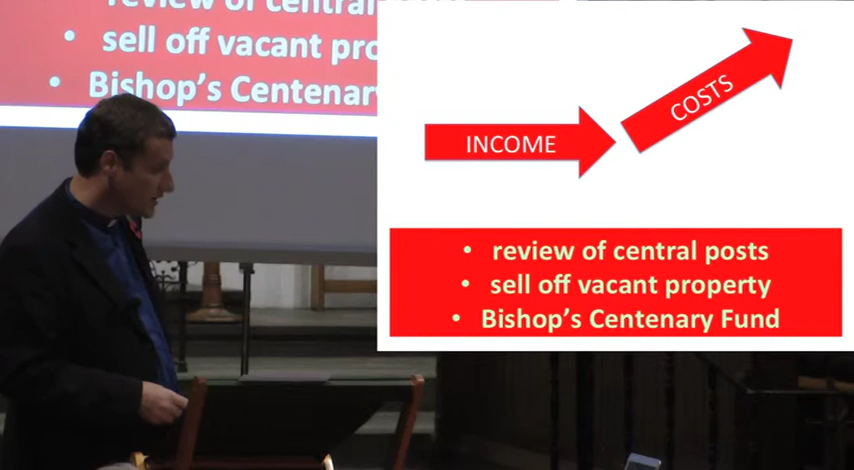 review of central
• sell off vacant pro
• Bishop's Centenary
INCOME
COSTS
• review of central posts
• sell off vacant property
• Bishop's Centenary Fund